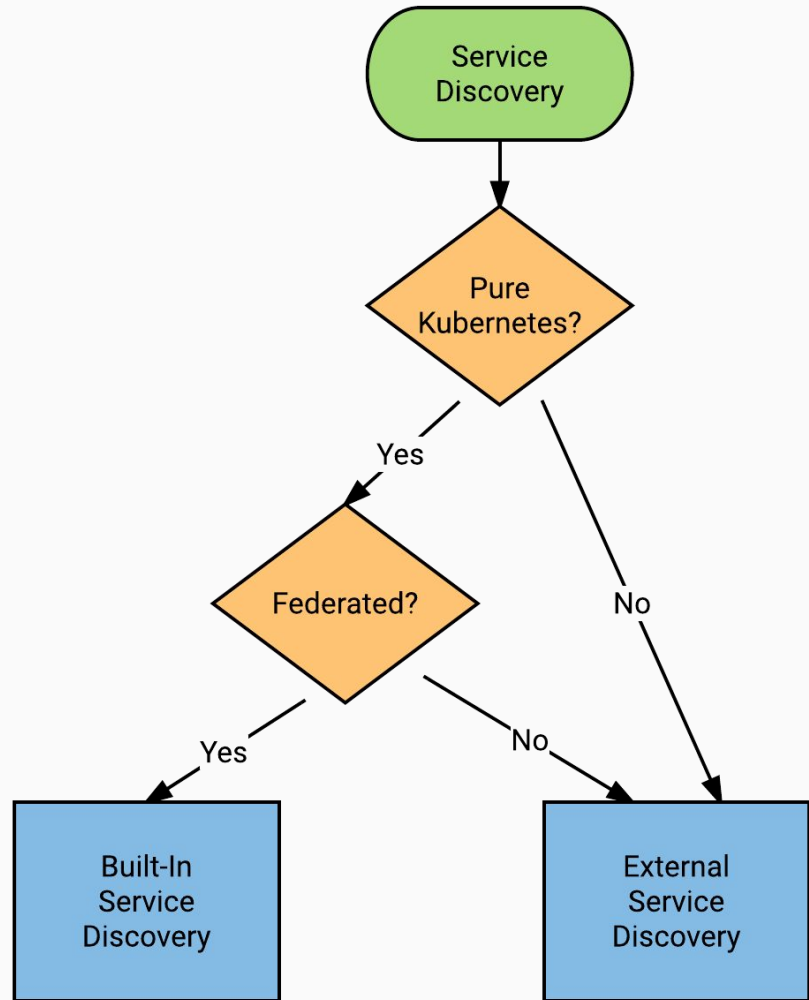 Service
Discovery
Pure
Kubernetes?
Yes
Federated?
No
Yes
No
Built-In
Service
Discovery
External
Service
Discovery